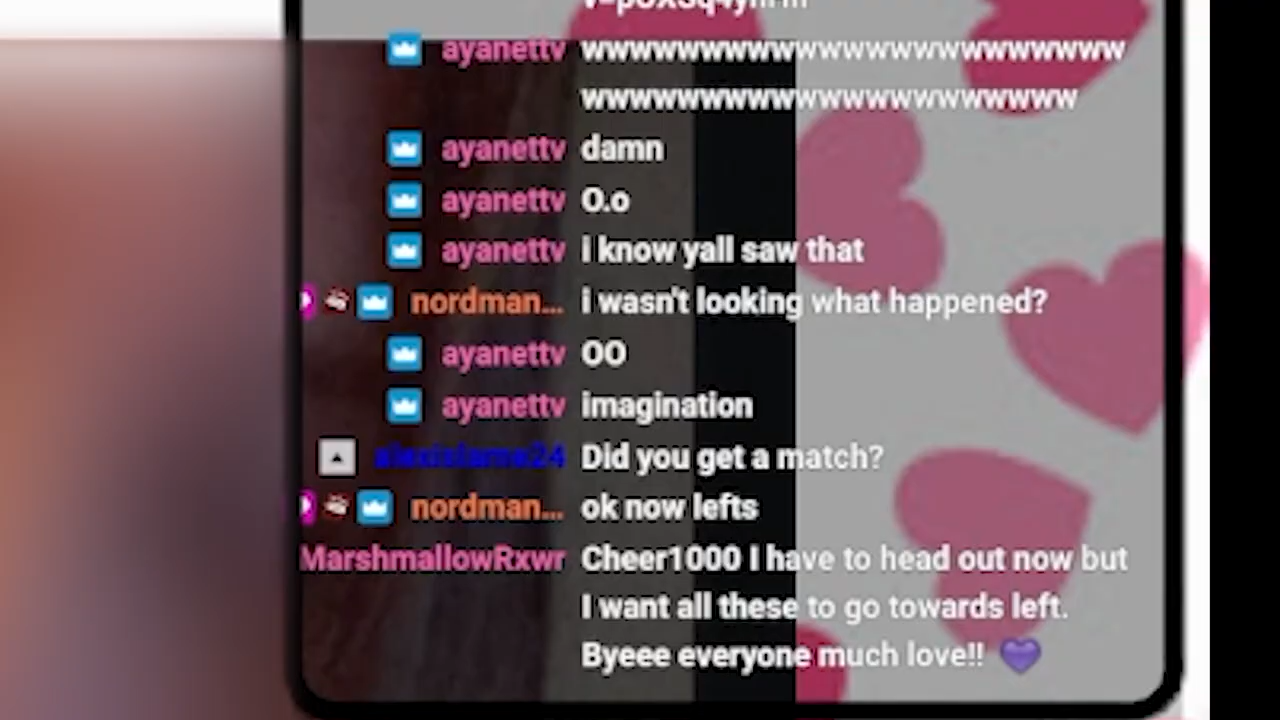 ayanettv wwwwwwwwwwwwwwwwwwwwwwww
wwwwwwwwwwwwwwwwwwwwww
ayanettv damn
ayanettv O.o
ayanettv i know yall saw that
nordman... i wasn't looking what happened?
ayanettv OO
ayanettv imagination
alexislame24 Did you get a match?
nordman... ok now lefts
MarshmallowRxwr Cheer1000 I have to head out now but
I want all these to go towards left.
Byeee everyone much love!! 💜